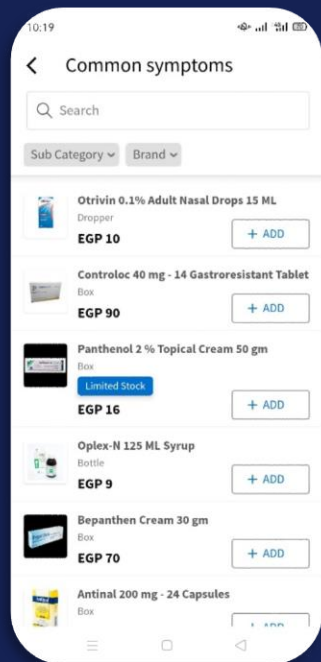 10:19
Common symptoms
Search
Sub Category
Brand
Otrivin 0.1% Adult Nasal Drops 15 ML
Dropper
EGP 10
+ ADD
Controloc 40 mg - 14 Gastroresistant Tablet
Box
EGP 90
+ ADD
Panthenol 2 % Topical Cream 50 gm
Box
Limited Stock
EGP 16
+ ADD
Oplex-N 125 ML Syrup
Bottle
EGP 9
+ ADD
Bepanthen Cream 30 gm
Box
EGP 70
+ ADD
Antinal 200 mg - 24 Capsules
Box
+ ADD